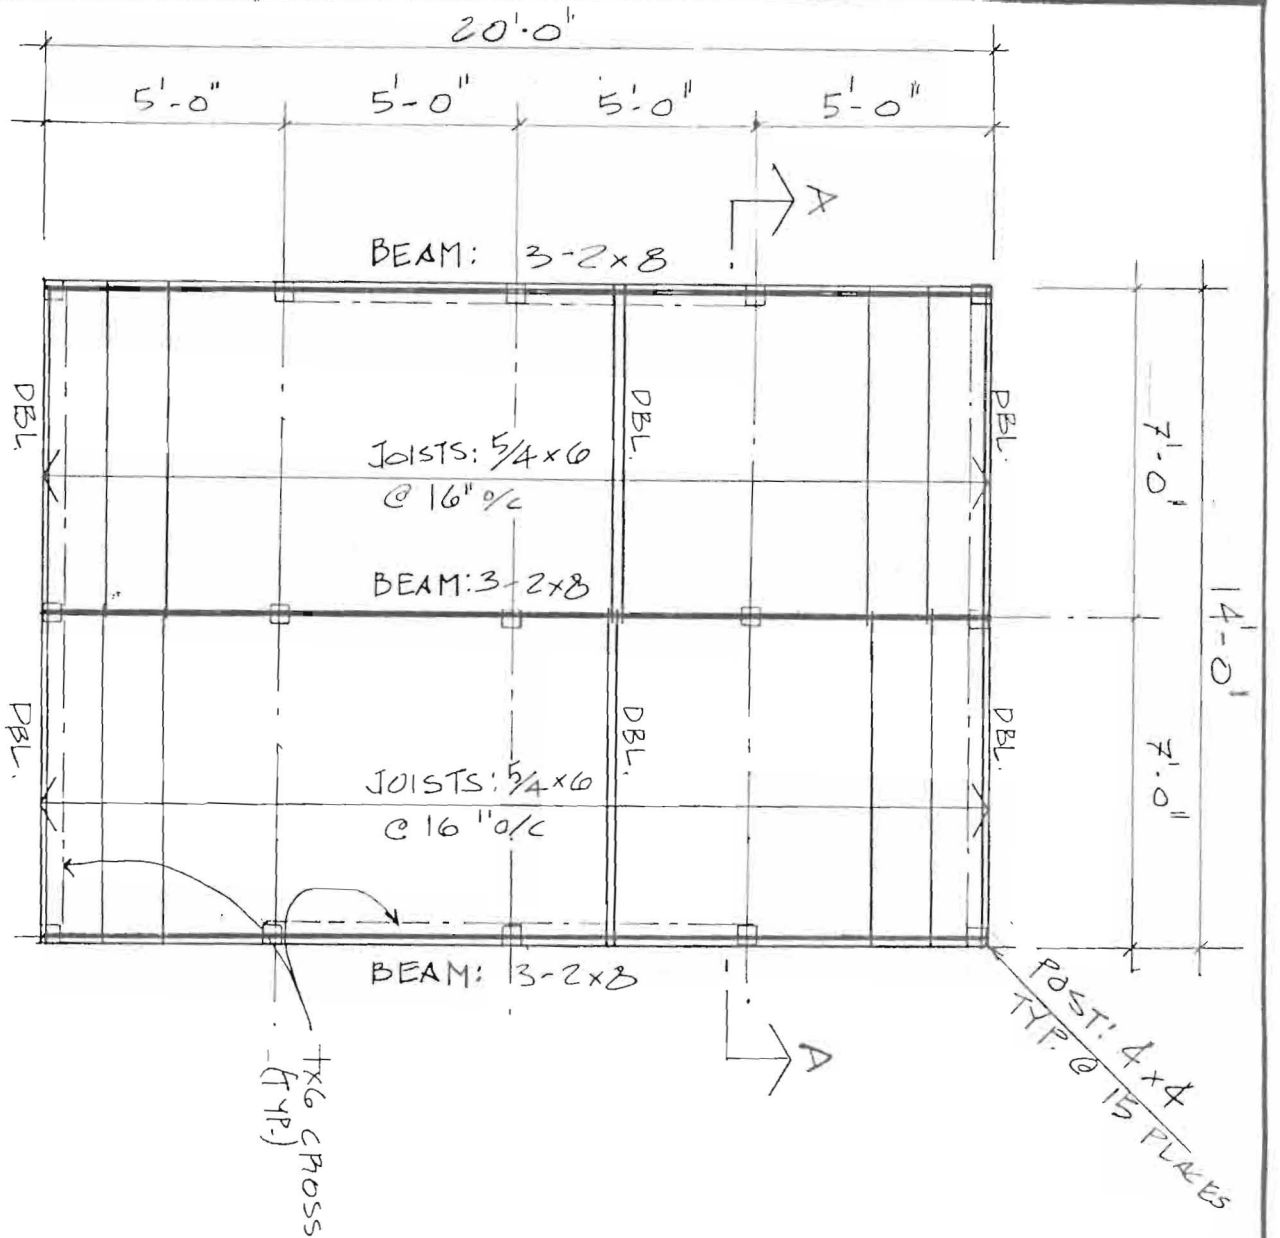 20'-0"
5'-0"
5'-0"
5'-0"
5'-0"
A
BEAM: 3-2x8
DBL.
DBL.
DBL.
7'-0"
JOISTS: 5/4x6
@ 16" o/c
BEAM: 3-2x8
14'-0"
DBL.
DBL.
DBL.
7'-0"
JOISTS: 5/4x6
@ 16" o/c
BEAM: 3-2x8
A
POST: 4x4
TYP. @ 15 PLACES
1x6 CROSS
(TYP.)